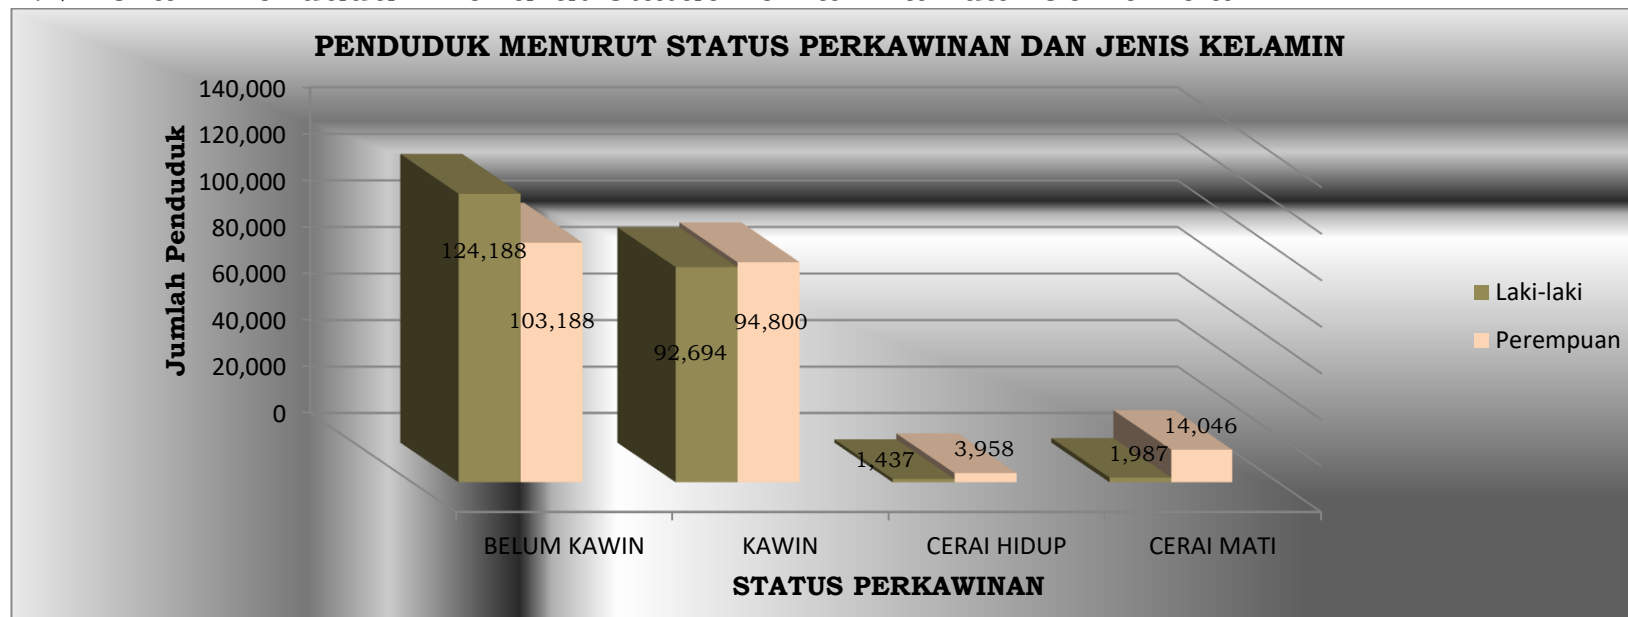 PENDUDUK MENURUT STATUS PERKAWINAN DAN JENIS KELAMIN
Jumlah Penduduk
140,000
120,000
100,000
80,000
60,000
40,000
20,000
0
124,188
103,188
92,694
94,800
1,437
3,958
1,987
14,046
Laki-laki
Perempuan
BELUM KAWIN
KAWIN
CERAI HIDUP
CERAI MATI
STATUS PERKAWINAN